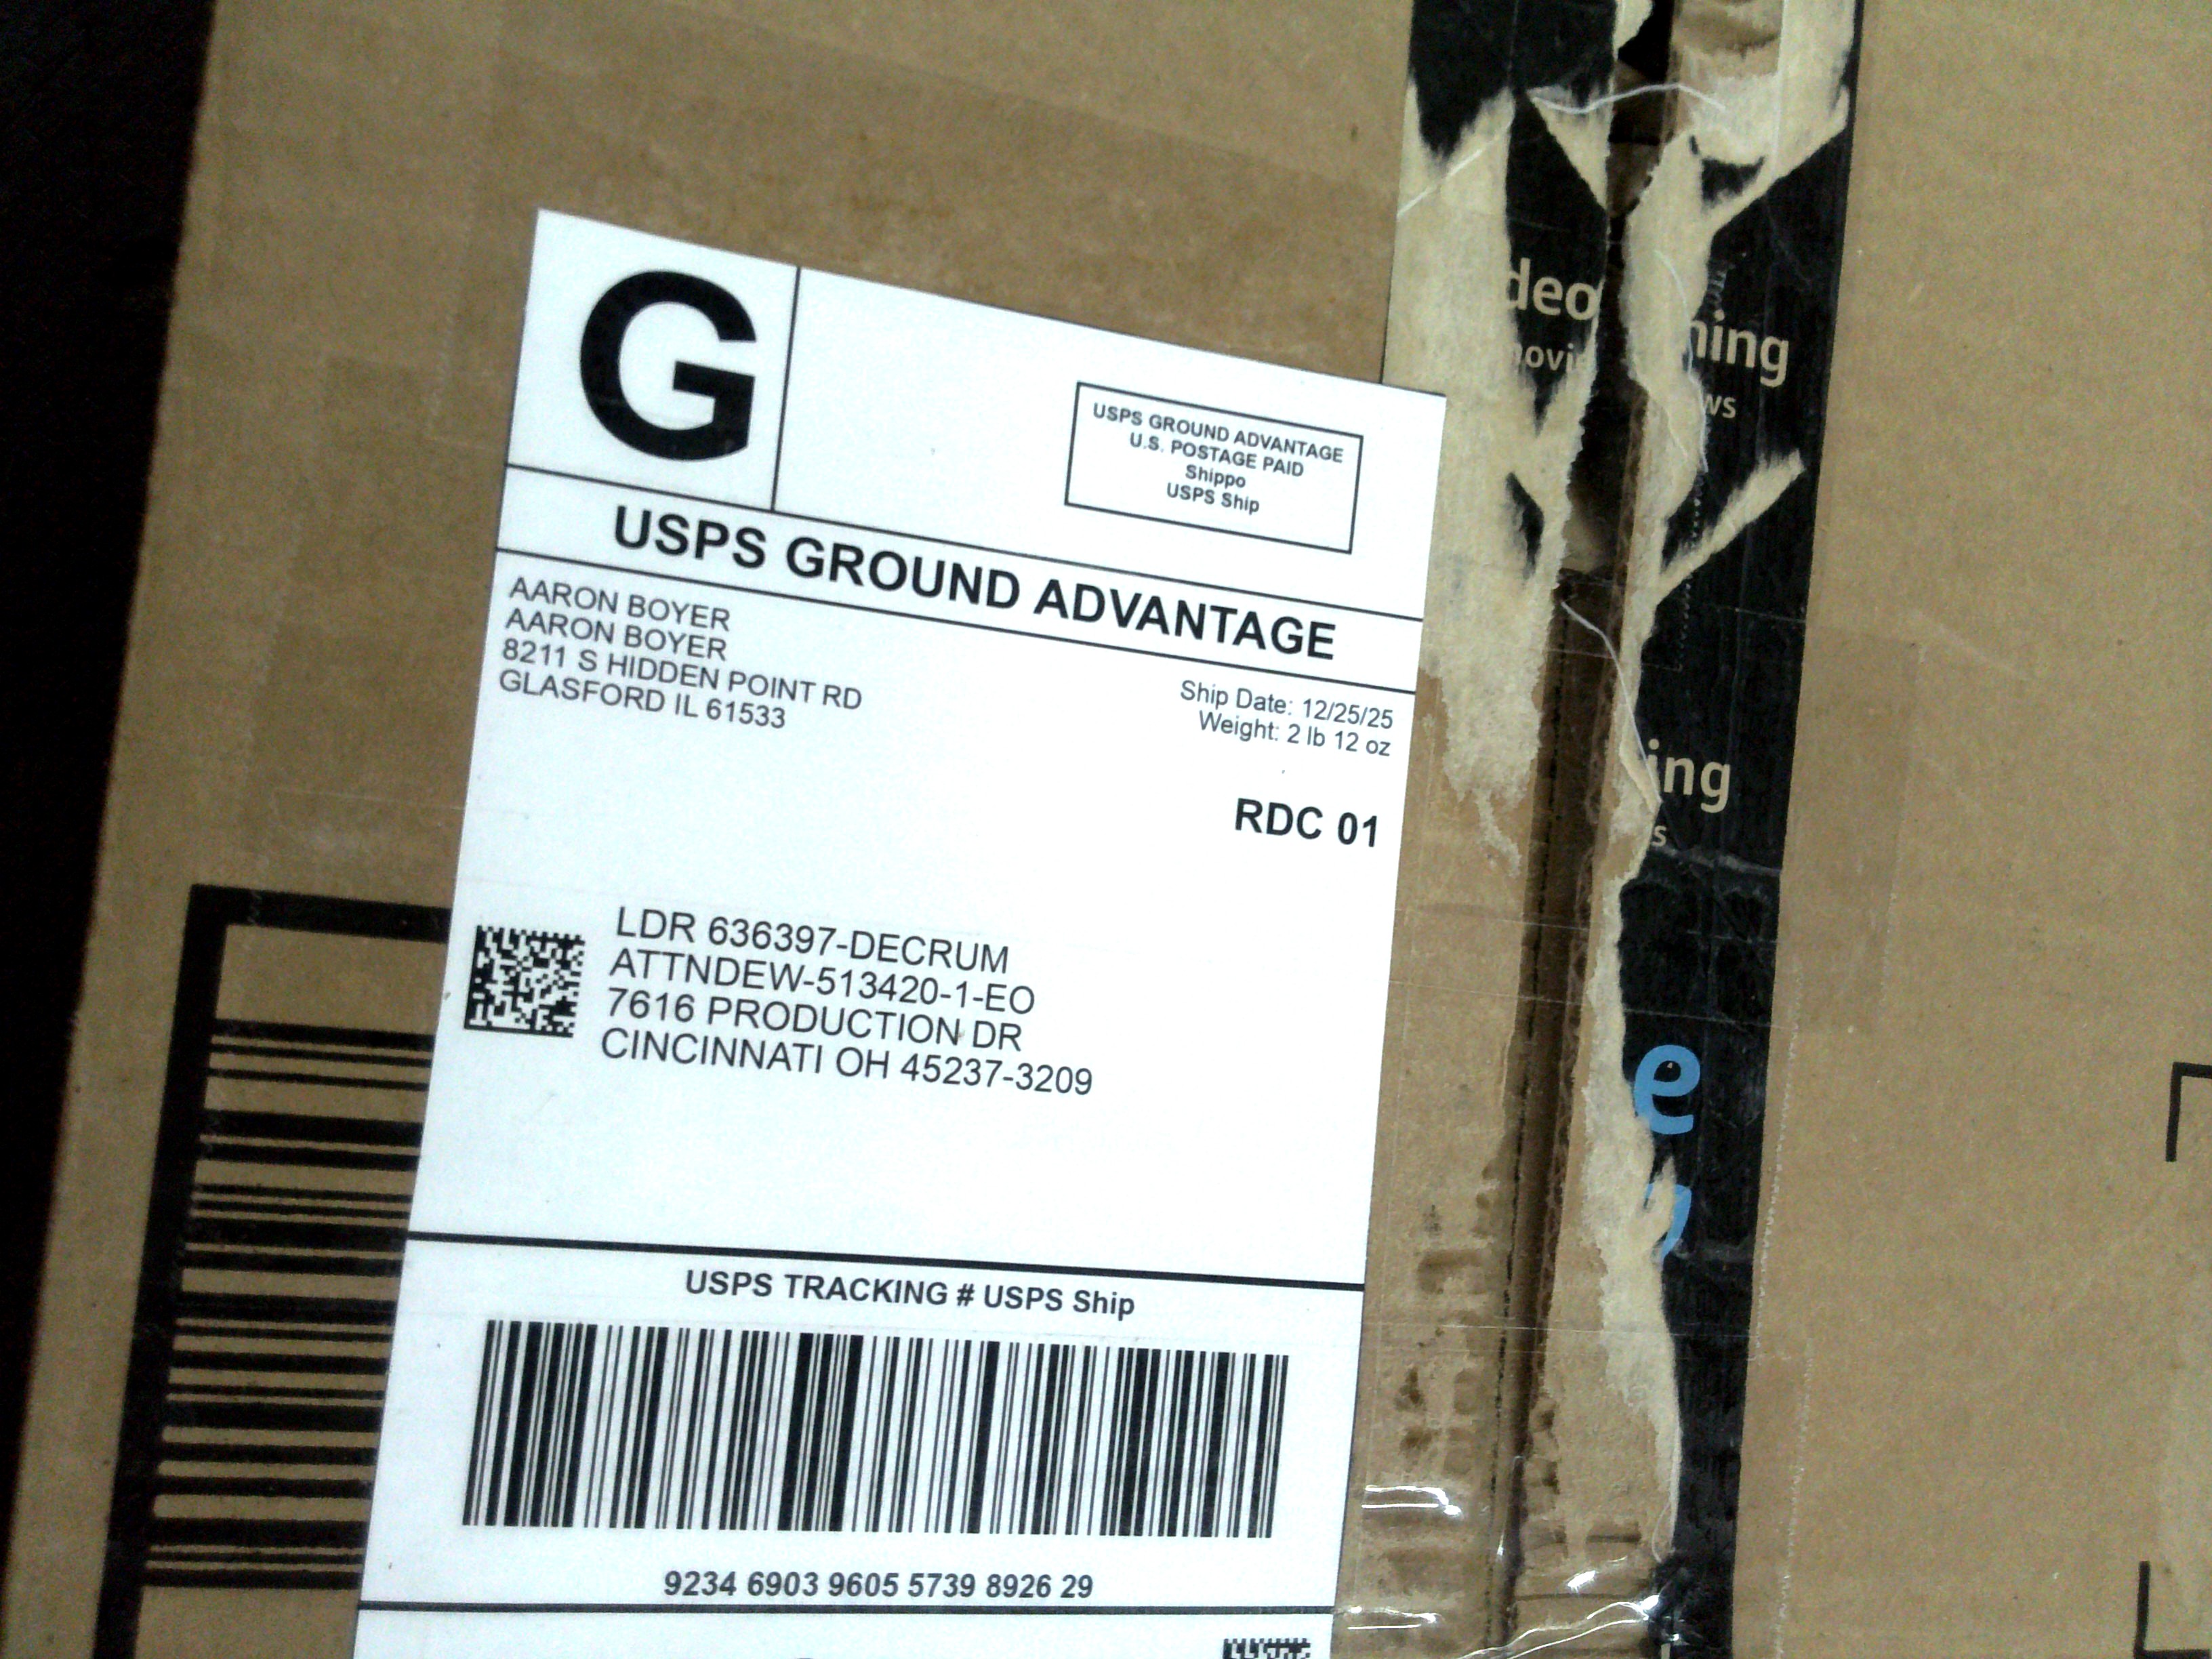 G
USPS GROUND ADVANTAGE
U.S. POSTAGE PAID
Shippo
USPS Ship
USPS GROUND ADVANTAGE
AARON BOYER
AARON BOYER
8211 S HIDDEN POINT RD
GLASFORD IL 61533
Ship Date: 12/25/25
Weight: 2 lb 12 oz
RDC 01
LDR 636397-DECRUM
ATTNDEW-513420-1-EO
7616 PRODUCTION DR
CINCINNATI OH 45237-3209
USPS TRACKING # USPS Ship
9234 6903 9605 5739 8926 29